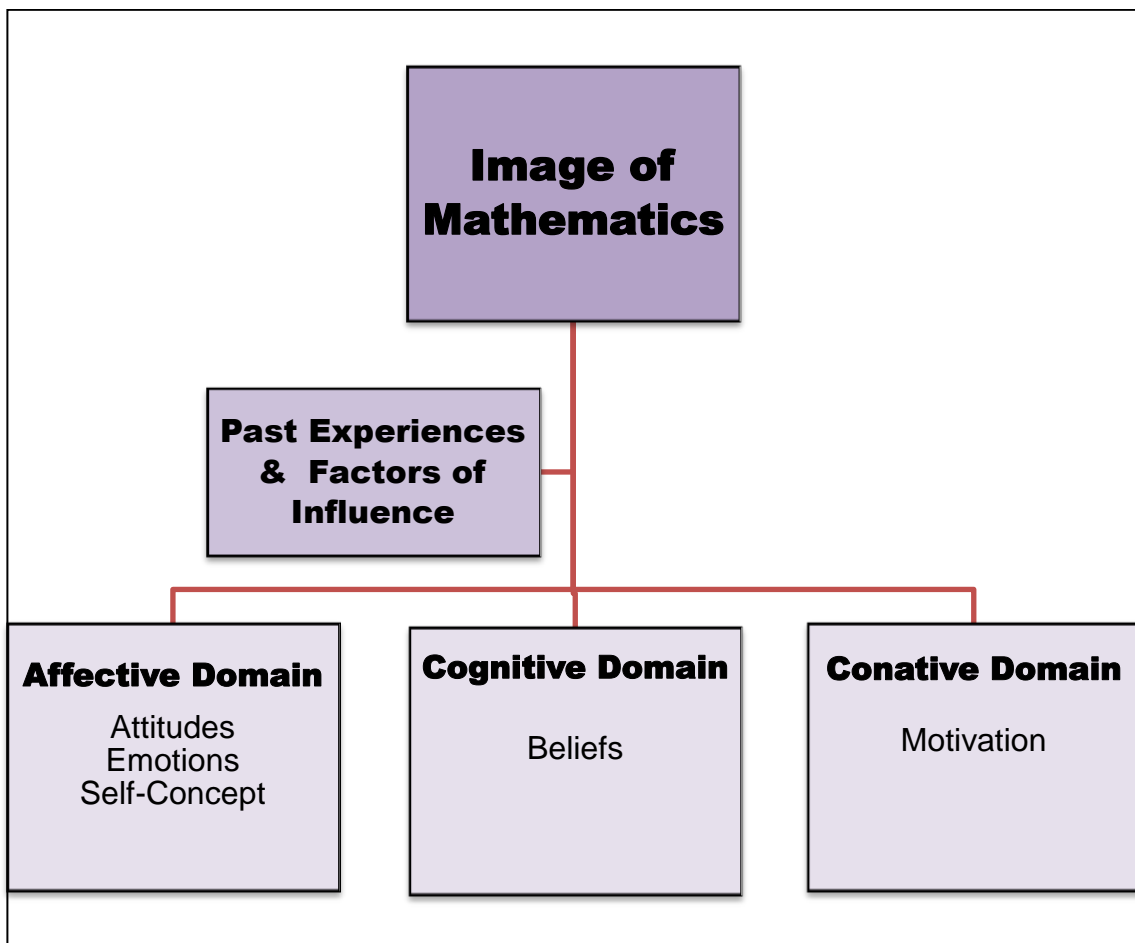 Image of
Mathematics
Past Experiences
& Factors of
Influence
Affective Domain
Attitudes
Emotions
Self-Concept
Cognitive Domain
Beliefs
Conative Domain
Motivation